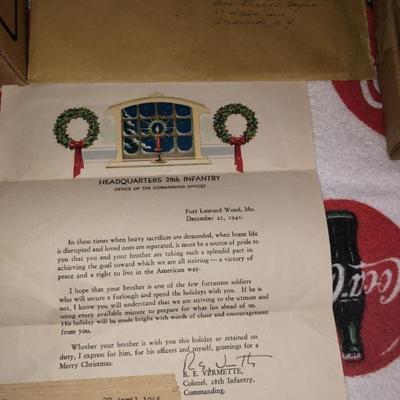 HEADQUARTERS 28th INFANTRY
OFFICE OF THE COMMANDING OFFICER
Fort Leonard Wood, Mo.
December 21, 1942.
In these times when heavy sacrifices are demanded, when home life
is disrupted and loved ones are separated, it must be a source of pride to
you that you and your brother are taking such a splendid part in
achieving the goal toward which we are all striving — a victory of
peace and a right to live in the American way.
I hope that your brother is one of the few fortunate soldiers
who will secure a furlough and spend the holidays with you. If he is
not, I know you will understand that we are striving to the utmost and
using every available minute to prepare for what lies ahead of us.
His holiday will be made bright with words of cheer and encouragement
from you.
Whether your brother is with you this holiday or retained on
duty, I express for him, for his officers and myself, greetings for a
Merry Christmas.
R. E. VERMETTE,
Colonel, 28th Infantry,
Commanding.
Coca-Cola